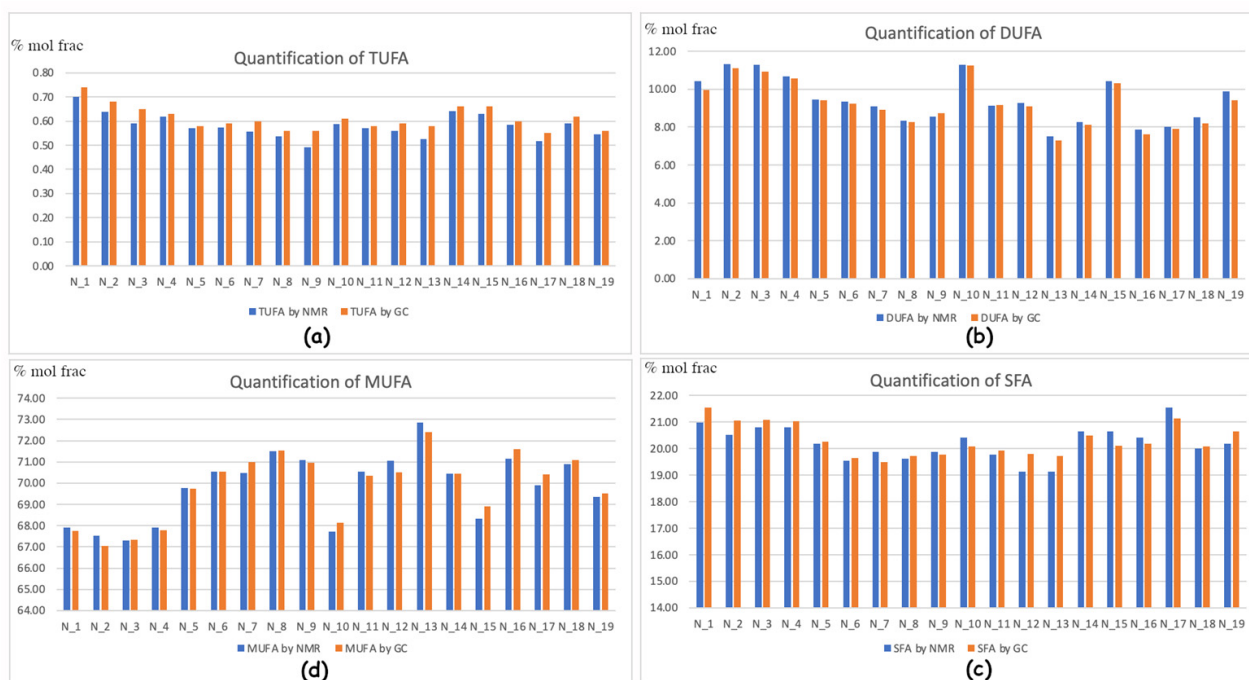 % mol frac
Quantification of TUFA
0.80
0.70
0.60
0.50
0.40
0.30
0.20
0.10
0.00
N_1 N_2 N_3 N_4 N_5 N_6 N_7 N_8 N_9 N_10 N_11 N_12 N_13 N_14 N_15 N_16 N_17 N_18 N_19
TUFA by NMR TUFA by GC
(a)
% mol frac
Quantification of DUFA
12.00
10.00
8.00
6.00
4.00
2.00
0.00
N_1 N_2 N_3 N_4 N_5 N_6 N_7 N_8 N_9 N_10 N_11 N_12 N_13 N_14 N_15 N_16 N_17 N_18 N_19
DUFA by NMR DUFA by GC
(b)
% mol frac
Quantification of MUFA
74.00
73.00
72.00
71.00
70.00
69.00
68.00
67.00
66.00
65.00
64.00
N_1 N_2 N_3 N_4 N_5 N_6 N_7 N_8 N_9 N_10 N_11 N_12 N_13 N_14 N_15 N_16 N_17 N_18 N_19
MUFA by NMR MUFA by GC
(d)
% mol frac
Quantification of SFA
22.00
21.00
20.00
19.00
18.00
17.00
16.00
15.00
14.00
N_1 N_2 N_3 N_4 N_5 N_6 N_7 N_8 N_9 N_10 N_11 N_12 N_13 N_14 N_15 N_16 N_17 N_18 N_19
SFA by NMR SFA by GC
(c)